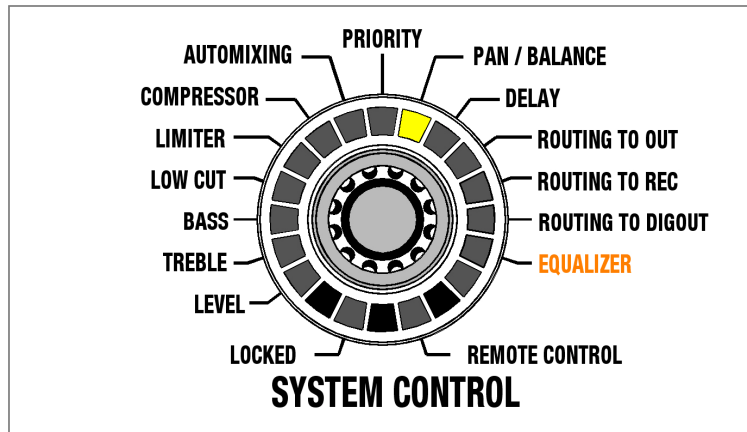 PRIORITY
AUTOMIXING
PAN / BALANCE
COMPRESSOR
DELAY
LIMITER
ROUTING TO OUT
LOW CUT
ROUTING TO REC
BASS
ROUTING TO DIGOUT
TREBLE
EQUALIZER
LEVEL
LOCKED
REMOTE CONTROL
SYSTEM CONTROL